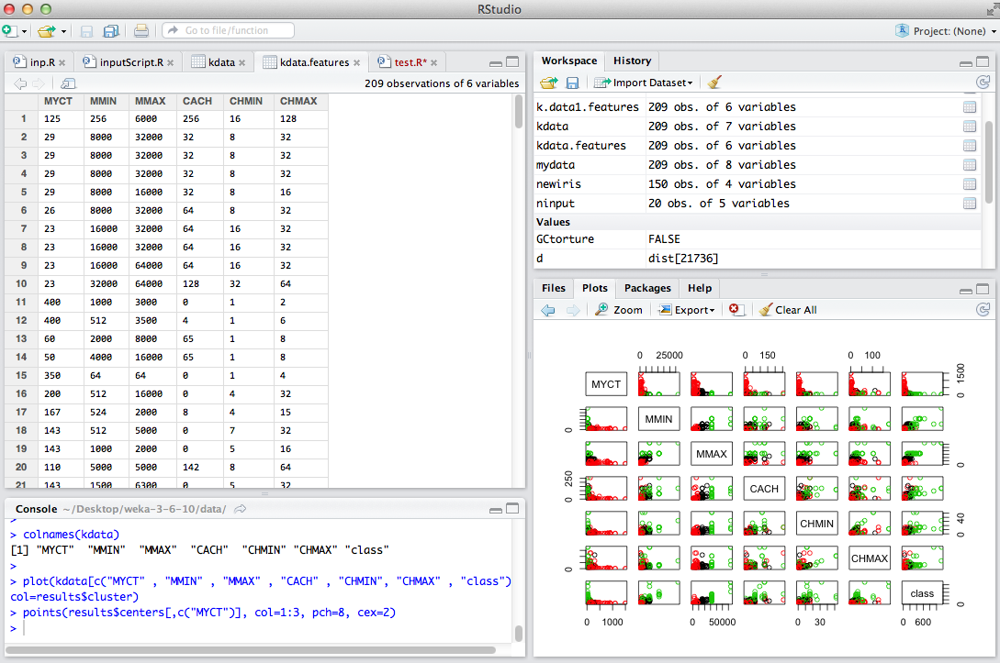 RStudio
Go to file/function
Project: (None)
inp.R
inputScript.R
kdata
kdata.features
test.R*
209 observations of 6 variables
MYCT MMIN MMAX CACH CHMIN CHMAX
1 125 256 6000 256 16 128
2 29 8000 32000 32 8 32
3 29 8000 32000 32 8 32
4 29 8000 32000 32 8 32
5 29 8000 16000 32 8 16
6 26 8000 32000 64 8 32
7 23 16000 32000 64 16 32
8 23 16000 32000 64 16 32
9 23 16000 64000 64 16 32
10 23 32000 64000 128 32 64
11 400 1000 3000 0 1 2
12 400 512 3500 4 1 6
13 60 2000 8000 65 1 8
14 50 4000 16000 65 1 8
15 350 64 64 0 1 4
16 200 512 16000 0 4 32
17 167 524 2000 8 4 15
18 143 512 5000 0 7 32
19 143 1000 2000 0 5 16
20 110 5000 5000 142 8 64
21 143 1500 6300 0 5 32
Console ~/Desktop/weka-3-6-10/data/
>
> colnames(kdata)
[1] "MYCT" "MMIN" "MMAX" "CACH" "CHMIN" "CHMAX" "class"
>
> plot(kdata[c("MYCT" , "MMIN" , "MMAX" , "CACH" , "CHMIN", "CHMAX" , "class")
col=results$cluster)
> points(results$centers[,c("MYCT")], col=1:3, pch=8, cex=2)
>
Workspace History
Import Dataset
k.data1.features 209 obs. of 6 variables
kdata 209 obs. of 7 variables
kdata.features 209 obs. of 6 variables
mydata 209 obs. of 8 variables
newiris 150 obs. of 4 variables
ninput 20 obs. of 5 variables
Values
GCtorture FALSE
d dist[21736]
Files Plots Packages Help
Zoom Export Clear All
0 25000 0 150 0 100
MYCT
0 1500
MMIN
0
MMAX
0
CACH
0 250
CHMIN
0 40
CHMAX
0
class
0
0 1000 0 50000 0 30 0 600